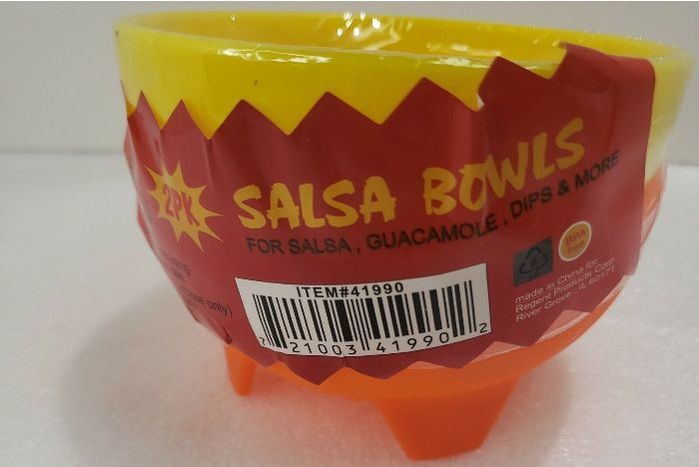 2PK
SALSA BOWLS
FOR SALSA, GUACAMOLE, DIPS & MORE
only)
ITEM#41990
7 21003 41990 2
BPA
free
made in China for
Regent Products Corp.
River Grove, IL 60171